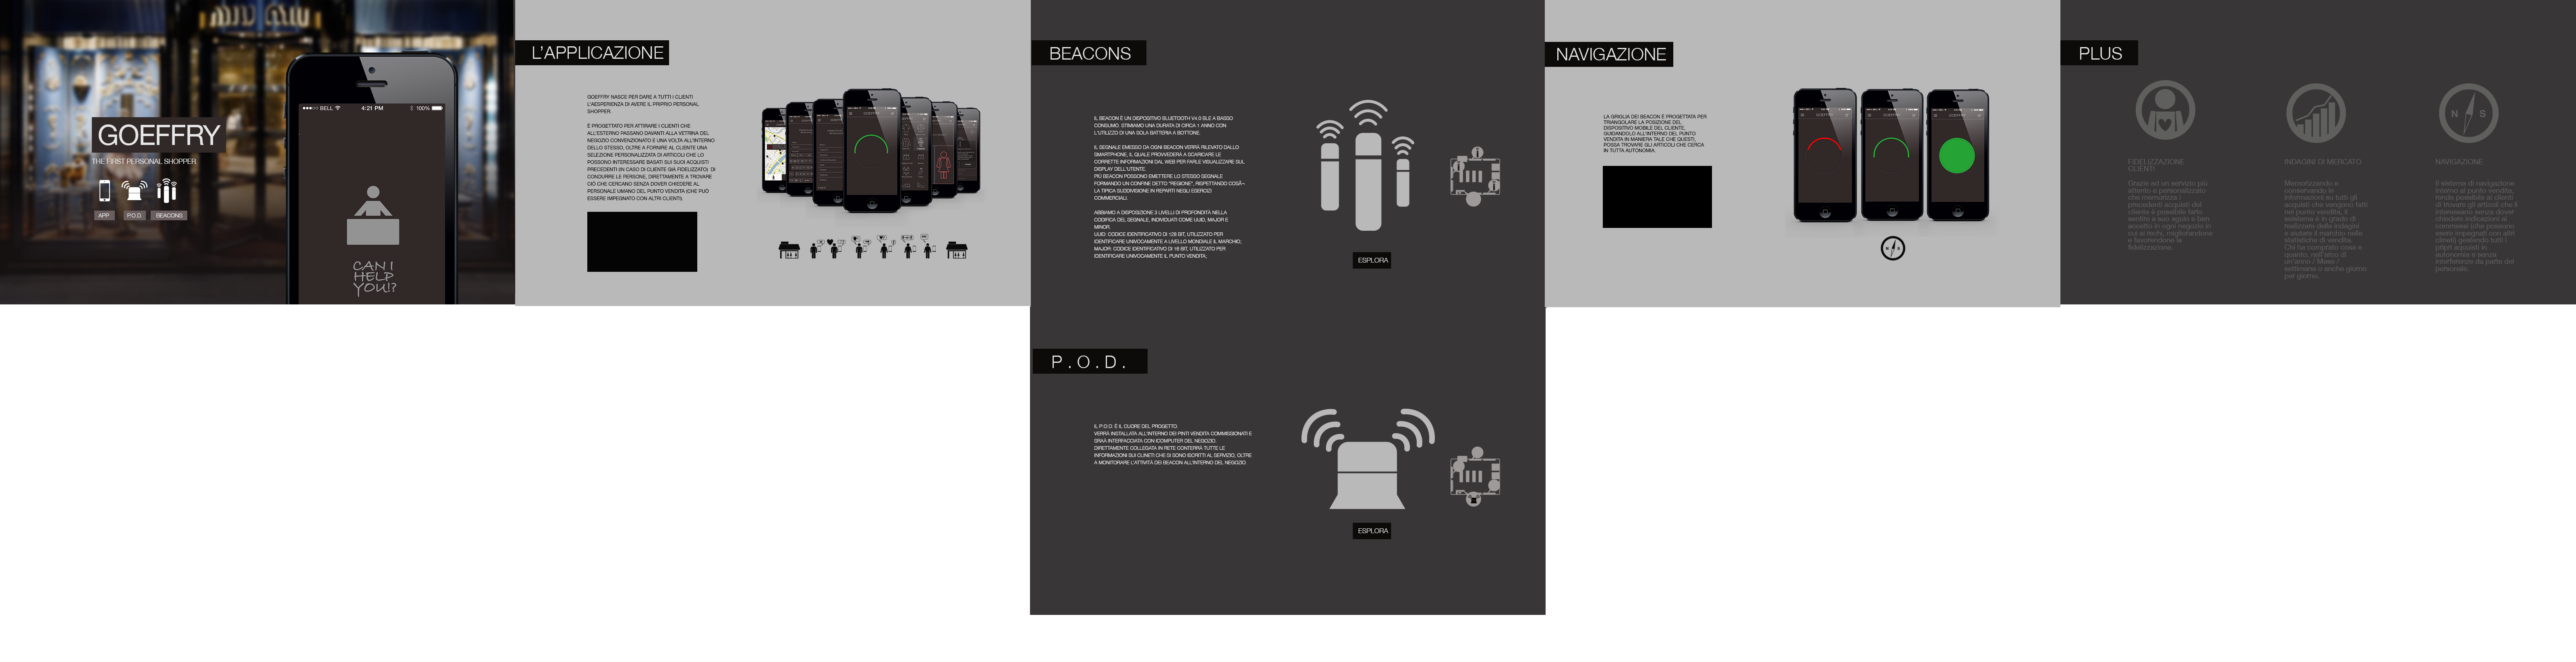 GOEFFRY
THE FIRST PERSONAL SHOPPER
APP
P.O.D.
BEACONS
BELL
4:21 PM
100%
CAN I
HELP
YOU!?
L'APPLICAZIONE
GOEFFRY NASCE PER DARE A TUTTI I CLIENTI
L'AESPERIENZA DI AVERE IL PRPRIO PERSONAL
SHOPPER.
È PROGETTATO PER ATTIRARE I CLIENTI CHE
ALL'ESTERNO PASSANO DAVANTI ALLA VETRINA DEL
NEGOZIO CONVENZIONATO E UNA VOLTA ALL'INTERNO
DELLO STESSO, OLTRE A FORNIRE AL CLIENTE UNA
SELEZIONE PERSONALIZZATA DI ARTICOLI CHE LO
POSSONO INTERESSARE (BASATI SUI SUOI ACQUISTI
PRECEDENTI (IN CASO DI CLIENTE GIÀ FIDELIZZATO) DI
CONDURRE LE PERSONE, DIRETTAMENTE A TROVARE
CIÒ CHE CERCANO SENZA DOVER CHIEDERE AL
PERSONALE UMANO DEL PUNTO VENDITA (CHE PUÒ
ESSERE IMPEGNATO CON ALTRI CLIENTI).
BEACONS
IL BEACON È UN DISPOSITIVO BLUETOOTH V4.0 BLE A BASSO
CONSUMO. STIMIAMO UNA DURATA DI CIRCA 1 ANNO CON
L'UTILIZZO DI UNA SOLA BATTERIA A BOTTONE.
IL SEGNALE EMESSO DA OGNI BEACON VERRÀ RILEVATO DALLO
SMARTPHONE, IL QUALE PROVVEDERÀ A SCARICARE LE
CORRETTE INFORMAZIONI DAL WEB PER FARLE VISUALIZZARE SUL
DISPLAY DELL'UTENTE.
PIÙ BEACON POSSONO EMETTERE LO STESSO SEGNALE
FORMANDO UN CONFINE DETTO "REGIONE", RISPETTANDO COSÃ¬
LA TIPICA SUDDIVISIONE IN REPARTI NEGLI ESERCIZI
COMMERCIALI.
ABBIAMO A DISPOSIZIONE 3 LIVELLI DI PROFONDITÀ NELLA
CODIFICA DEL SEGNALE, INDIVIDUATI COME UUID, MAJOR E
MINOR.
UUID: CODICE IDENTIFICATIVO DI 128 BIT, UTILIZZATO PER
IDENTIFICARE UNIVOCAMENTE A LIVELLO MONDIALE IL MARCHIO;
MAJOR: CODICE IDENTIFICATIVO DI 16 BIT, UTILIZZATO PER
IDENTIFICARE UNIVOCAMENTE IL PUNTO VENDITA;
ESPLORA
P.O.D.
IL P.O.D. È IL CUORE DEL PROGETTO.
VERRÀ INSTALLATA ALL'INTERNO DEI PINTI VENDITA COMMISSIONATI E
SRAÀ INTERFACCIATA CON ICOMPUTER DEL NEGOZIO.
DIRETTAMENTE COLLEGATA IN RETE CONTERRÀ TUTTE LE
INFORMAZIONI SUI CLINETI CHE SI SONO ISCRITTI AL SERVIZIO, OLTRE
A MONITORARE L'ATTIVITÀ DEI BEACON ALL'INTERNO DEL NEGOZIO.
ESPLORA
NAVIGAZIONE
LA GRIGLIA DEI BEACON È PROGETTATA PER
TRIANGOLARE LA POSIZIONE DEL
DISPOSITIVO MOBILE DEL CLIENTE,
GUIDANDOLO ALL'INTERNO DEL PUNTO
VENDITA IN MANIERA TALE CHE QUESTI,
POSSA TROVARE GLI ARTICOLI CHE CERCA
IN TUTTA AUTONOMIA.
N S
PLUS
FIDELIZZAZIONE
CLIENTI
Grazie ad un servizio più
attento e personalizzato
che memorizza i
precedenti acquisti del
cliente è possibile farlo
sentire a suo agio e ben
accetto in ogni negozio in
cui si rechi, migliorandone
e favorendone la
fidelizzazione.
INDAGINI DI MERCATO
Memorizzando e
conservando le
informazioni su tutti gli
acquisti che vengono fatti
nel punto vendita, il
sistema è in grado di
realizzare delle indagini
e aiutare il marchio nelle
statistiche di vendita.
Chi ha comprato cosa e
quanto, nell'arco di
un'anno / Mese /
settimana o anche giorno
per giorno.
N S
NAVIGAZIONE
Il sistema di navigazione
interno al punto vendita,
rende possibile ai clienti
di trovare gli articoli che li
interessano senza dover
chiedere indicazioni ai
commessi (che possono
essere impegnati con altri
clineti) gestendo tutti i
propri acquisti in
autonomia e senza
interferenze da parte del
personale.